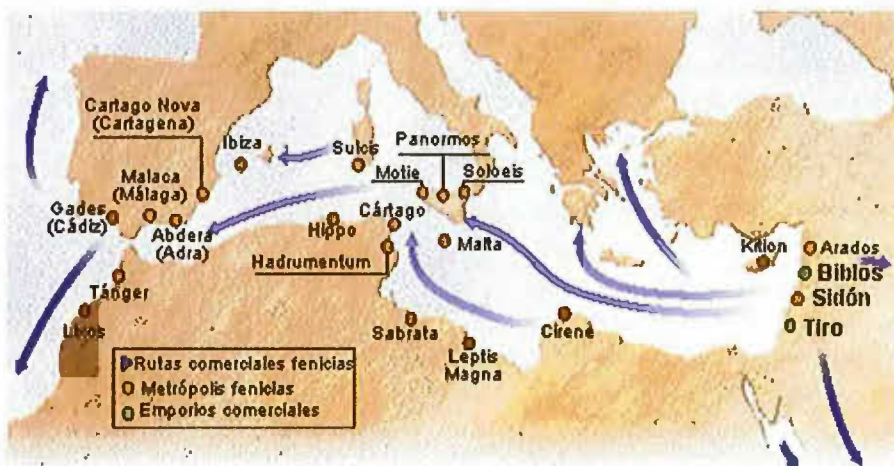 Cartago Nova
(Cartagena)
Ibiza
Sulcis
Panormos
Motie
Soloeis
Malaca
(Málaga)
Gades
(Cádiz)
Abdera
(Adra)
Hippo
Cártago
Malta
Hadrumentum
Kition
Arados
Biblos
Sidón
Tiro
Tánger
Lixos
Sabrata
Leptis
Magna
Cirene
Rutas comerciales fenicias
Metrópolis fenicias
Emporios comerciales